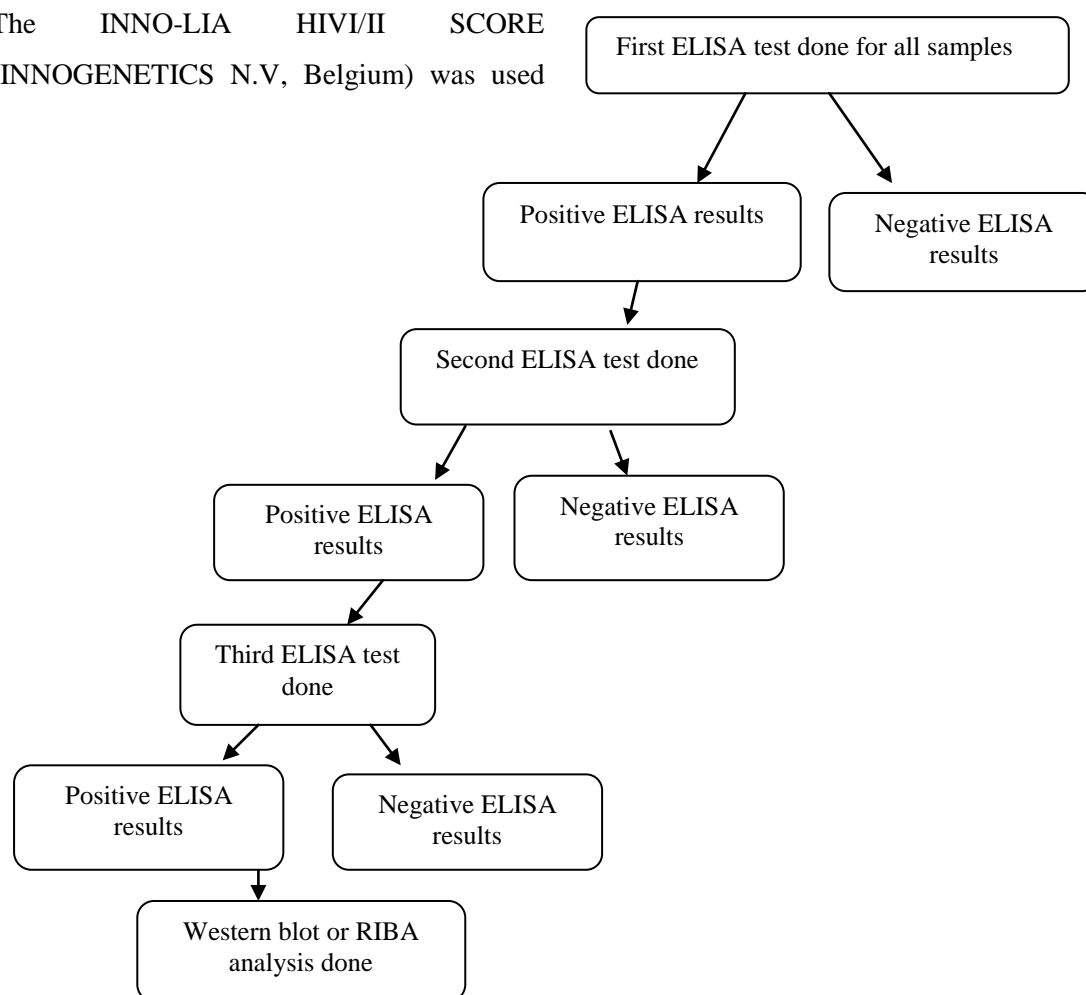 The INNO-LIA HIVI/II SCORE
INNOGENETICS N.V, Belgium) was used
First ELISA test done for all samples
Positive ELISA results
Negative ELISA
results
Second ELISA test done
Positive ELISA
results
Negative ELISA
results
Third ELISA test
done
Positive ELISA
results
Negative ELISA
results
Western blot or RIBA
analysis done